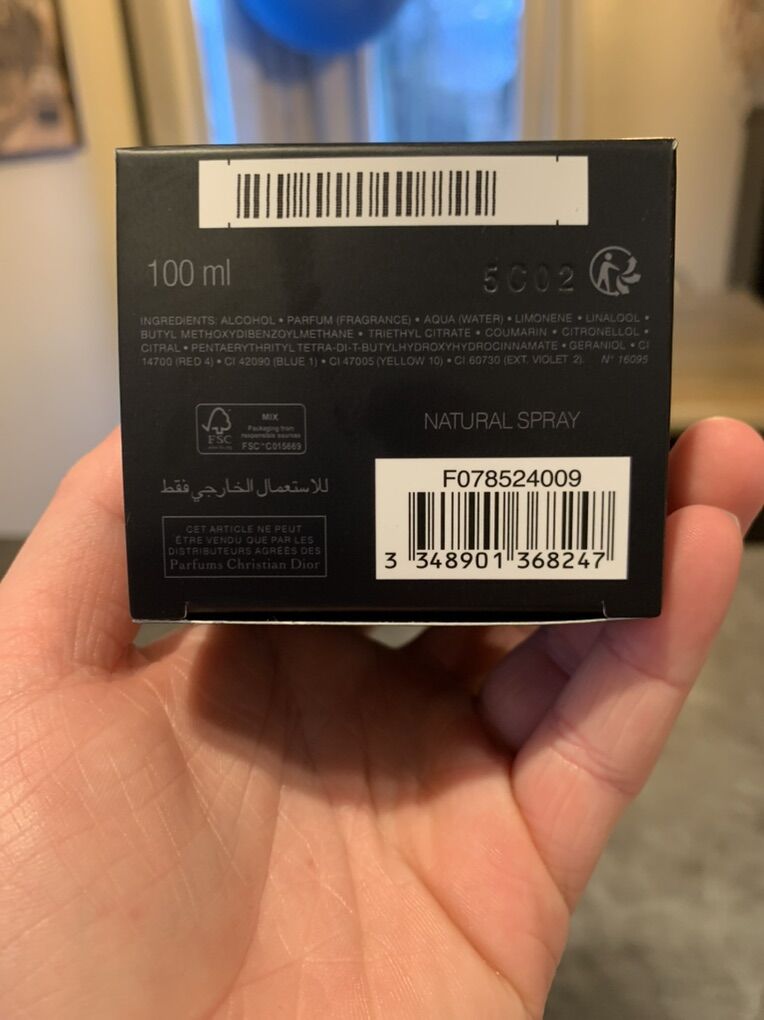 100 ml
5C02
INGREDIENTS: ALCOHOL • PARFUM (FRAGRANCE) • AQUA (WATER) • LIMONENE • LINALOOL •
BUTYL METHOXYDIBENZOYLMETHANE • TRIETHYL CITRATE • COUMARIN • CITRONELLOL •
CITRAL • PENTAERYTHRITYL TETRA-DI-T-BUTYLHYDROXYHYDROCINNAMATE • GERANIOL • CI
14700 (RED 4) • CI 42090 (BLUE 1) • CI 47005 (YELLOW 10) • CI 60730 (EXT. VIOLET 2). N° 16095
FSC
MIX
Packaging from
responsible sources
FSC™ C015669
NATURAL SPRAY
للاستعمال الخارجي فقط
CET ARTICLE NE PEUT
ÊTRE VENDU QUE PAR LES
DISTRIBUTEURS AGRÉÉS DES
Parfums Christian Dior
F078524009
3 348901 368247